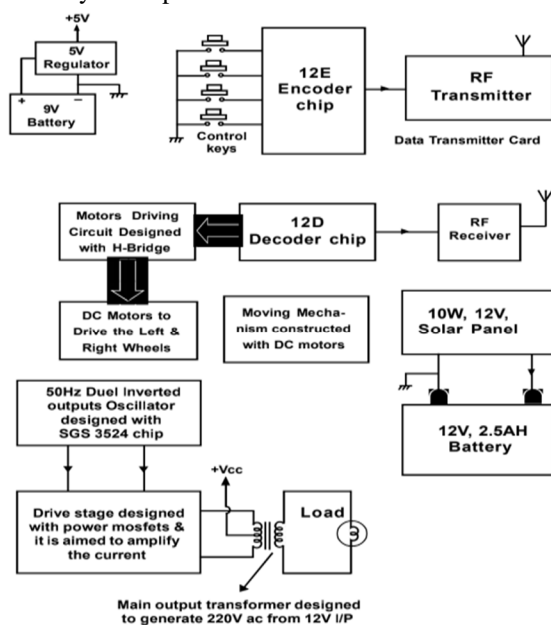 +5V
5V
Regulator
+ −
9V
Battery
Control
keys
12E
Encoder
chip
RF
Transmitter
Data Transmitter Card
Motors Driving
Circuit Designed
with H-Bridge
12D
Decoder chip
RF
Receiver
DC Motors to
Drive the Left &
Right Wheels
Moving Mecha-
nism constructed
with DC motors
10W, 12V,
Solar Panel
12V, 2.5AH
Battery
50Hz Duel Inverted
outputs Oscillator
designed with
SGS 3524 chip
Drive stage designed
with power mosfets &
it is aimed to amplify
the current
+Vcc
Load
Main output transformer designed
to generate 220V ac from 12V I/P